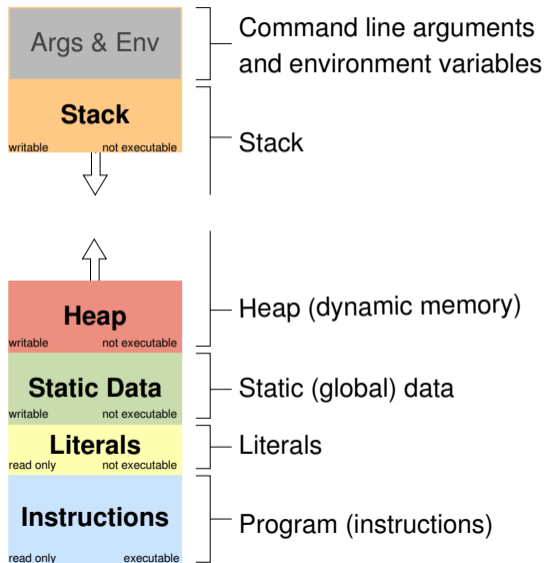 Args & Env
Command line arguments
and environment variables
Stack
writable not executable
Stack
Heap
writable not executable
Heap (dynamic memory)
Static Data
writable not executable
Static (global) data
Literals
read only not executable
Literals
Instructions
read only executable
Program (instructions)